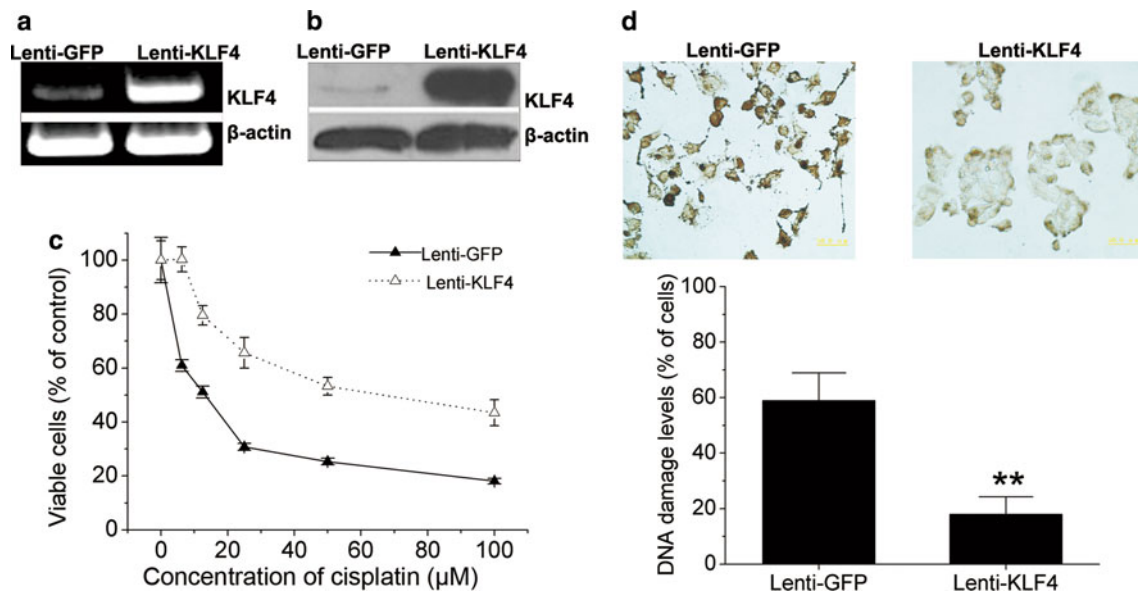 a
Lenti-GFP Lenti-KLF4
KLF4
β-actin
b
Lenti-GFP Lenti-KLF4
KLF4
β-actin
c
Viable cells (% of control)
100
80
60
40
20
0
0 20 40 60 80 100
Concentration of cisplatin (µM)
Lenti-GFP
Lenti-KLF4
d
Lenti-GFP Lenti-KLF4
DNA damage levels (% of cells)
100
80
60
40
20
0
**
Lenti-GFP Lenti-KLF4